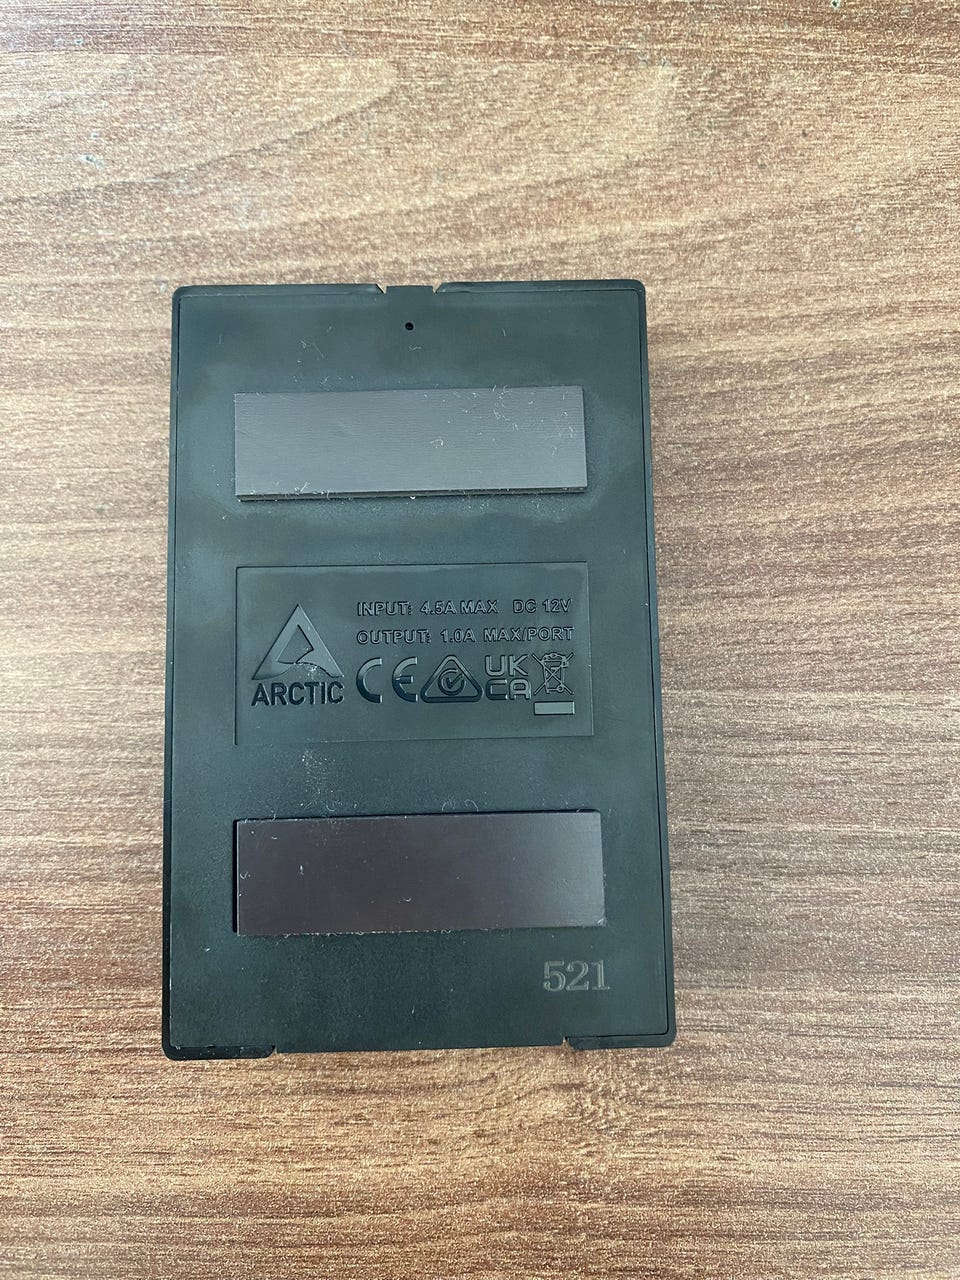 INPUT: 4.5A MAX DC 12V
OUTPUT: 1.0A MAX/PORT
ARCTIC
CE
UK
CA
521